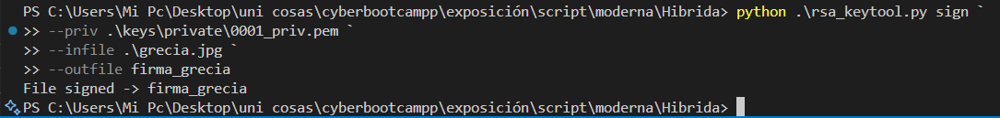 PS C:\Users\Mi Pc\Desktop\uni cosas\cyberbootcampp\exposición\script\moderna\Hibrida> python .\rsa_keytool.py sign `
>> --priv .\keys\private\0001_priv.pem `
>> --infile .\grecia.jpg `
>> --outfile firma_grecia
File signed -> firma_grecia
PS C:\Users\Mi Pc\Desktop\uni cosas\cyberbootcampp\exposición\script\moderna\Hibrida>